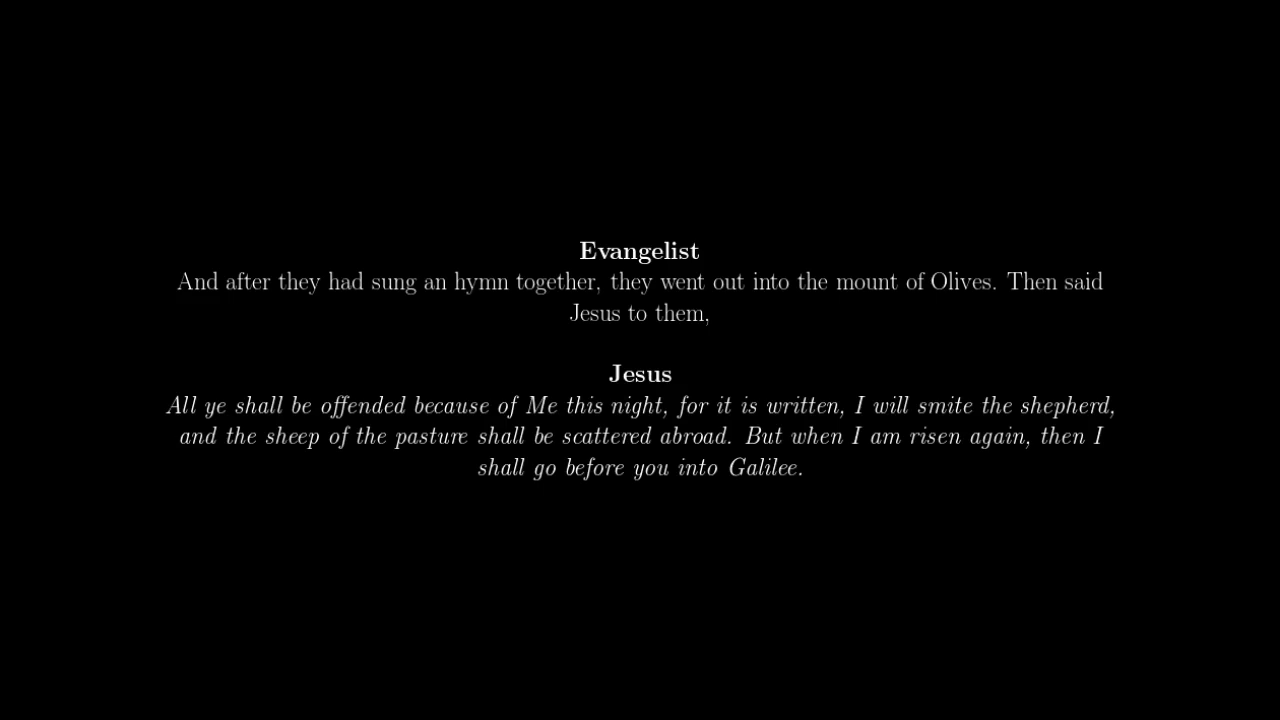 Evangelist
And after they had sung an hymn together, they went out into the mount of Olives. Then said
Jesus to them,
Jesus
All ye shall be offended because of Me this night, for it is written, I will smite the shepherd,
and the sheep of the pasture shall be scattered abroad. But when I am risen again, then I
shall go before you into Galilee.